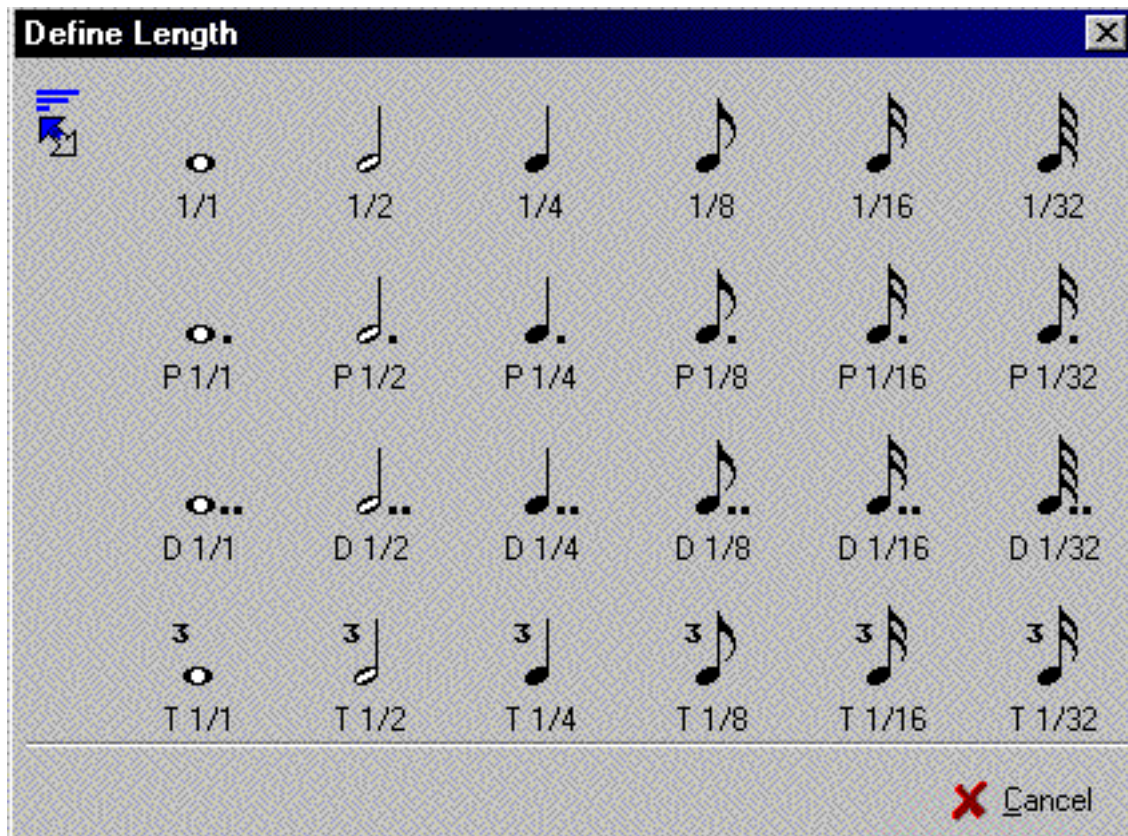 Define Length
1/1 1/2 1/4 1/8 1/16 1/32
P 1/1 P 1/2 P 1/4 P 1/8 P 1/16 P 1/32
D 1/1 D 1/2 D 1/4 D 1/8 D 1/16 D 1/32
3 3 3 3 3 3
T 1/1 T 1/2 T 1/4 T 1/8 T 1/16 T 1/32
Cancel